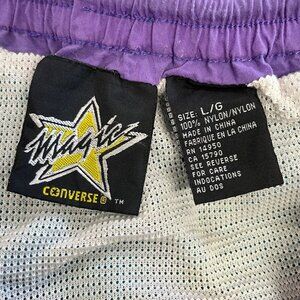 Magic
CONVERSE ® ™
SIZE: L/G
100% NYLON/NYLON
MADE IN CHINA
FABRIQUE EN LA CHINA
RN 14950
CA 15790
SEE REVERSE
FOR CARE
INDOCATIONS
AU DOS